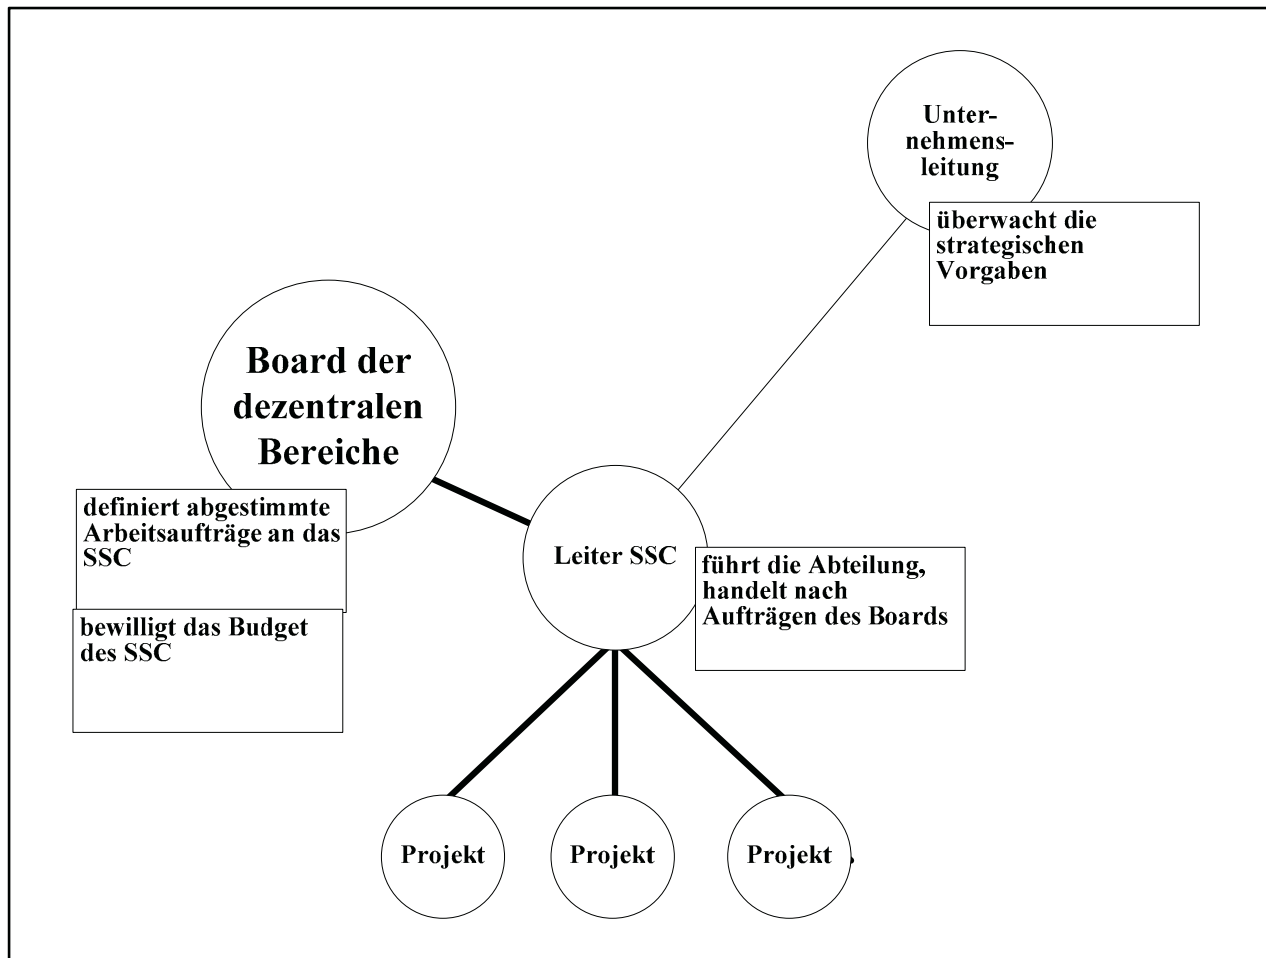 Unter-
nehmens-
leitung
überwacht die
strategischen
Vorgaben
Board der
dezentralen
Bereiche
definiert abgestimmte
Arbeitsaufträge an das
SSC
bewilligt das Budget
des SSC
Leiter SSC
führt die Abteilung,
handelt nach
Aufträgen des Boards
Projekt
Projekt
Projekt